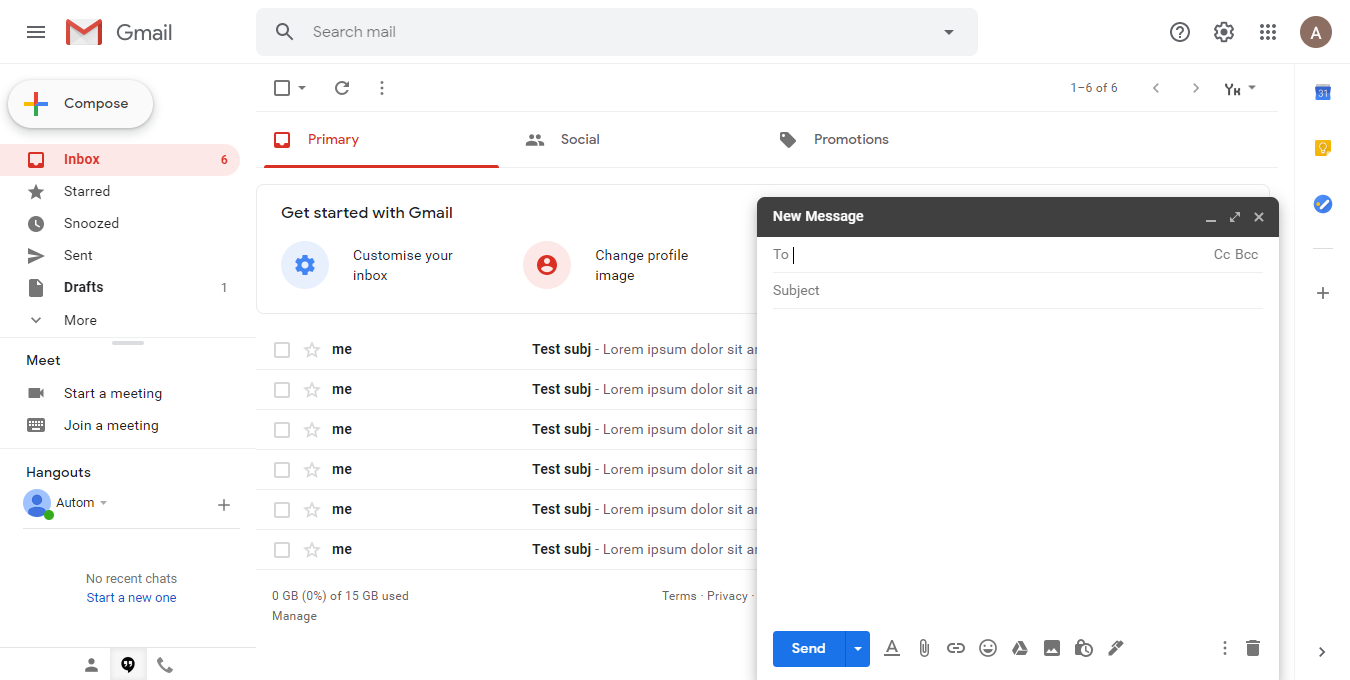 Gmail
Search mail
A
Compose
1–6 of 6
31
Primary
Social
Promotions
Inbox 6
Starred
Snoozed
Sent
Drafts 1
More
Get started with Gmail
Customise your
inbox
Change profile
image
New Message
To
Cc Bcc
Subject
Meet
Start a meeting
Join a meeting
me Test subj - Lorem ipsum dolor sit
me Test subj - Lorem ipsum dolor sit
me Test subj - Lorem ipsum dolor sit
me Test subj - Lorem ipsum dolor sit
me Test subj - Lorem ipsum dolor sit
me Test subj - Lorem ipsum dolor sit
Hangouts
Autom
No recent chats
Start a new one
0 GB (0%) of 15 GB used
Manage
Terms · Privacy ·
Send